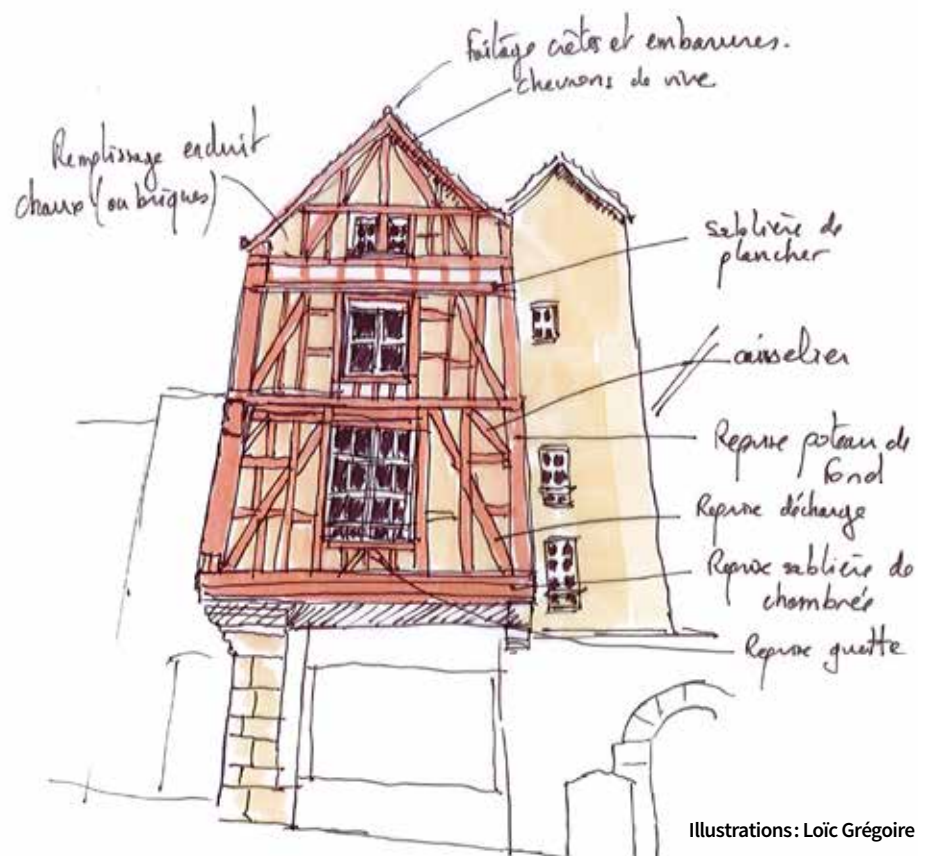 Faîtage crêtes et embarrures.
chevrons de rive
Remplissage enduit
chaux (ou briques)
sablière de
plancher
aisselier
Reprise poteau de
fond
Reprise décharge
Reprise sablière de
chambrée
Reprise guette
Illustrations : Loïc Grégoire